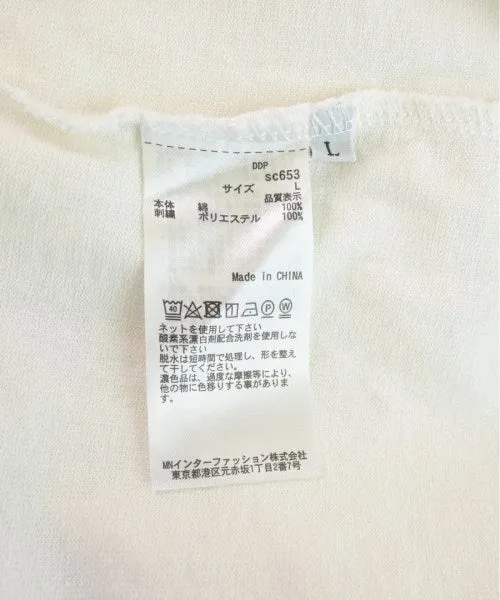 DDP
sc653
サイズ L
品質表示
本体 綿 100%
刺繍 ポリエステル 100%
Made in CHINA
40 P W
ネットを使用して下さい
酸素系漂白剤配合洗剤を使用しな
いで下さい
脱水は短時間で処理し、形を整え
て干してください。
濃色品は、過度な摩擦等により、
他の物に色移りする事がありま
す。
MNインターファッション株式会社
東京都港区元赤坂1丁目2番7号
L